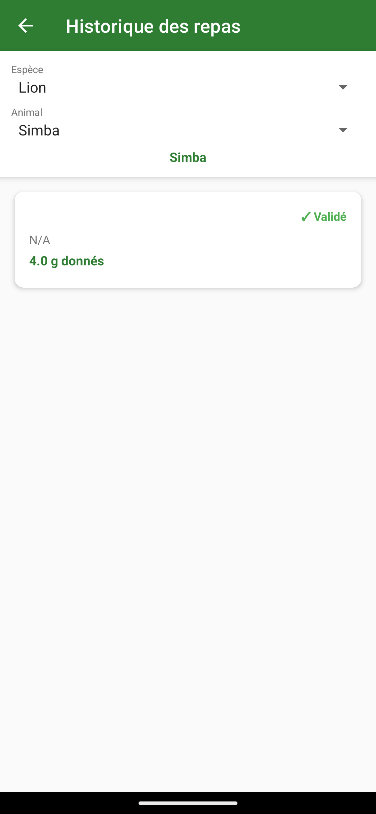 Historique des repas
Espèce
Lion
Animal
Simba
Simba
✓ Validé
N/A
4.0 g donnés